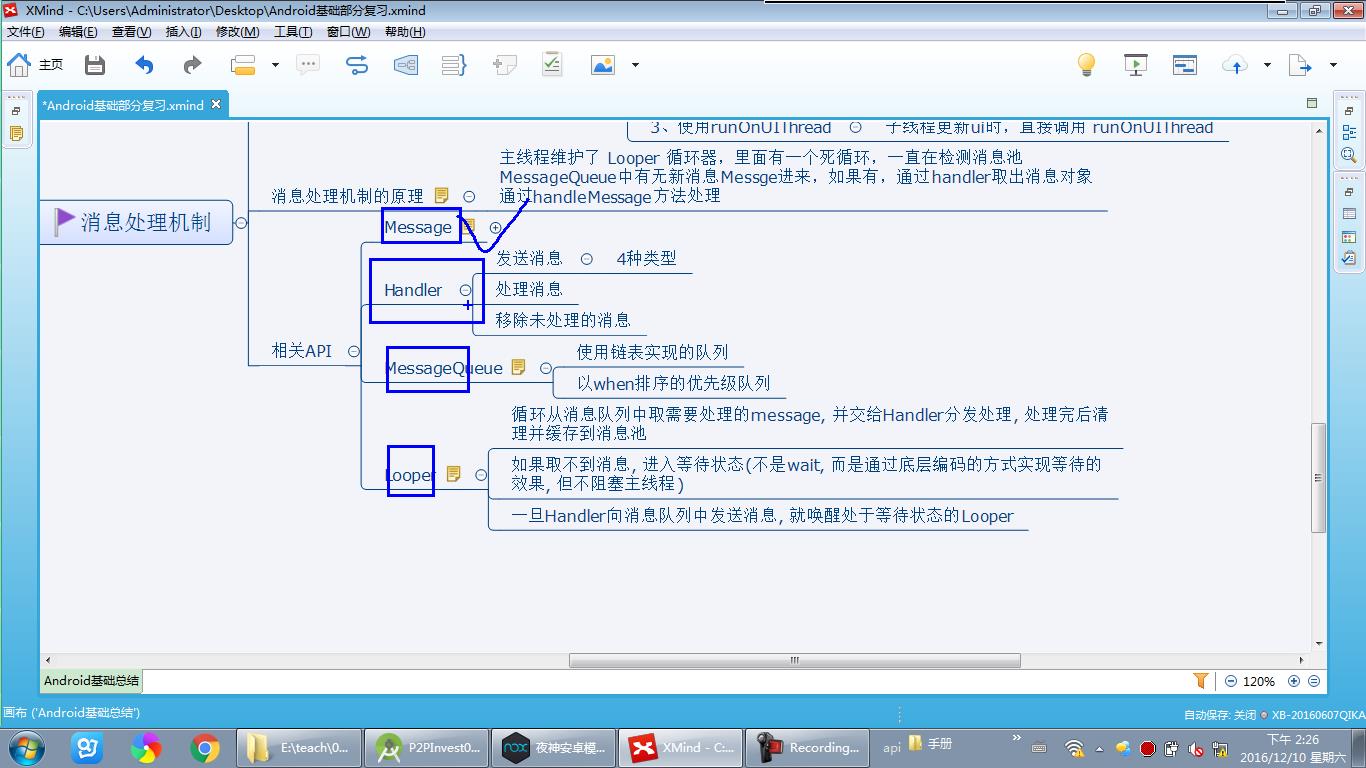 XMind - C:\Users\Administrator\Desktop\Android基础部分复习.xmind
文件(F) 编辑(E) 查看(V) 插入(I) 修改(M) 工具(T) 窗口(W) 帮助(H)
主页
*Android基础部分复习.xmind
3、使用runOnUIThread 子线程更新ui时，直接调用 runOnUIThread
主线程维护了 Looper 循环器，里面有一个死循环，一直在检测消息池
MessageQueue中有无新消息Messge进来，如果有，通过handler取出消息对象
消息处理机制的原理 通过handleMessage方法处理
消息处理机制
Message
发送消息 4种类型
Handler 处理消息
移除未处理的消息
相关API
使用链表实现的队列
MessageQueue
以when排序的优先级队列
循环从消息队列中取需要处理的message, 并交给Handler分发处理, 处理完后清
理并缓存到消息池
Looper
如果取不到消息, 进入等待状态(不是wait, 而是通过底层编码的方式实现等待的
效果, 但不阻塞主线程)
一旦Handler向消息队列中发送消息, 就唤醒处于等待状态的Looper
Android基础总结
120%
画布 ('Android基础总结')
自动保存: 关闭 XB-20160607QIKA
E:\teach\0... P2PInvest0... 夜神安卓模... XMind - C:... Recording... api 手册
下午 2:26
2016/12/10 星期六